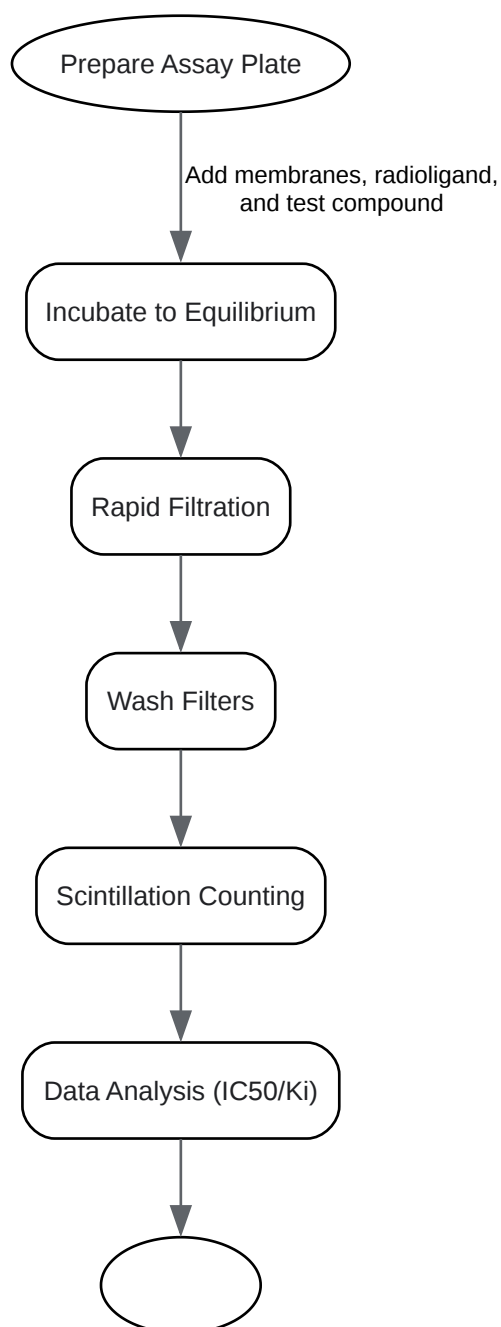 Prepare Assay Plate
Add membranes, radioligand,
and test compound
Incubate to Equilibrium
Rapid Filtration
Wash Filters
Scintillation Counting
Data Analysis (IC50/Ki)